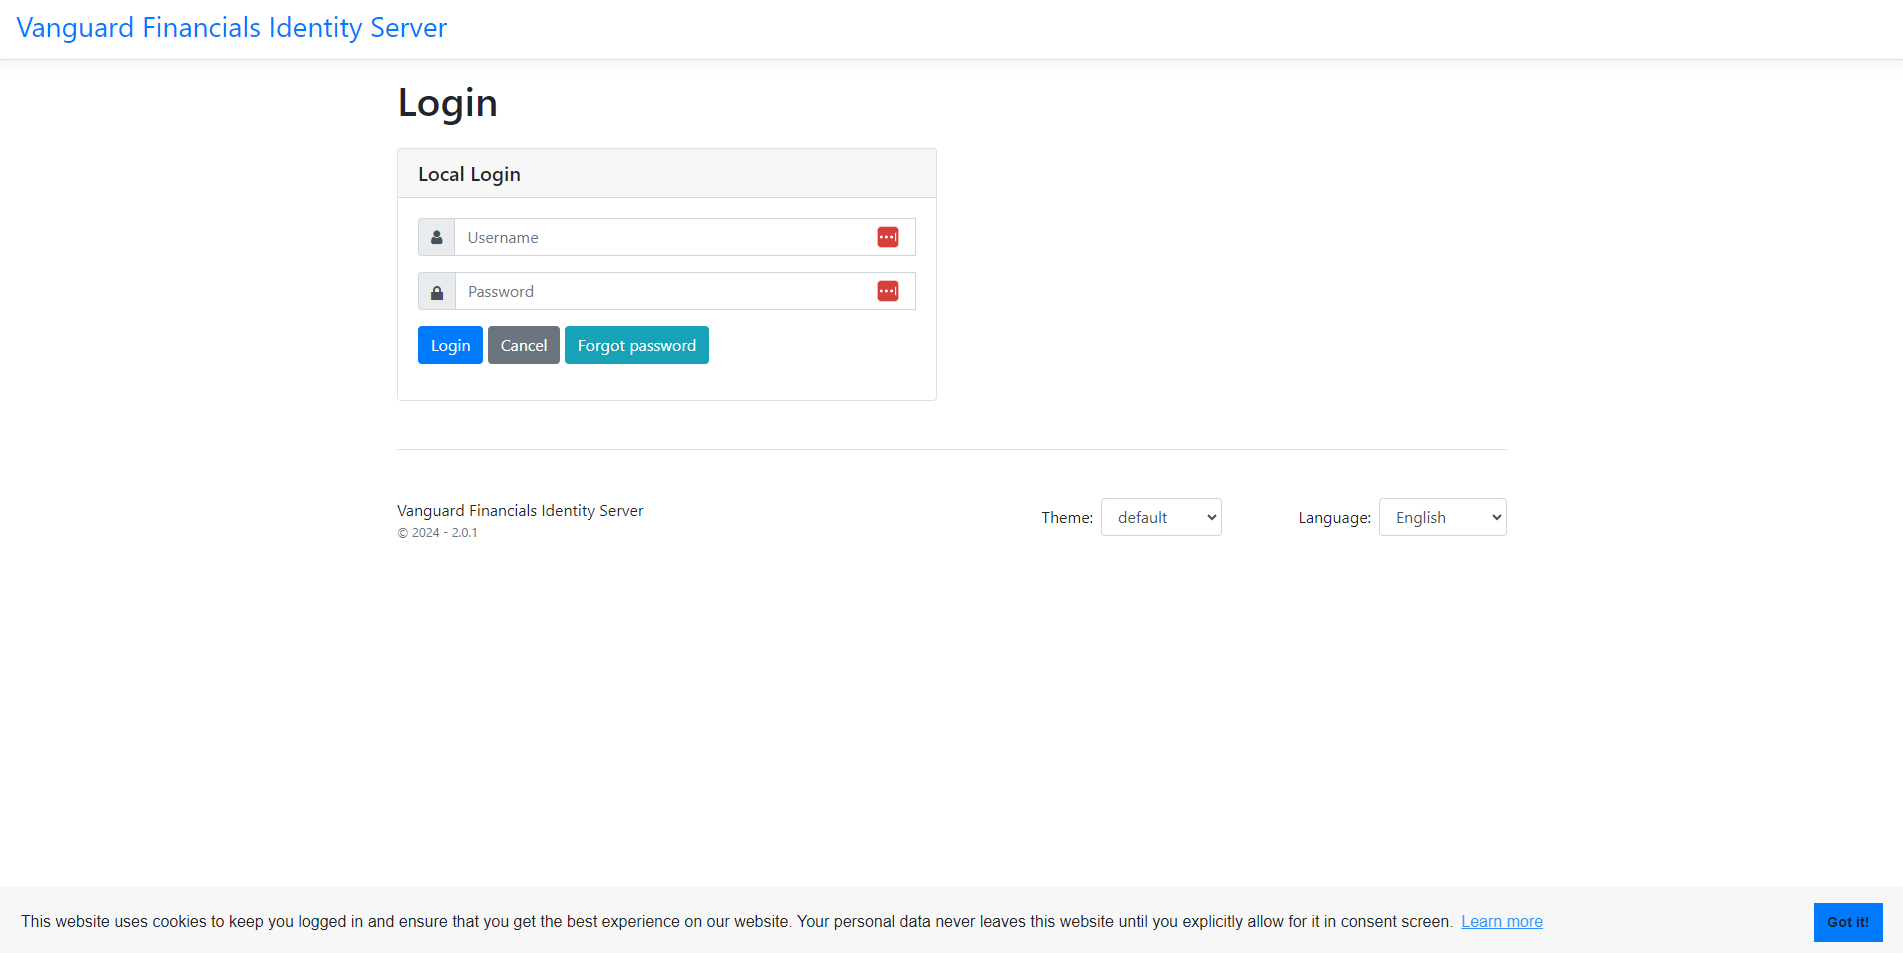 Vanguard Financials Identity Server
Login
Local Login
Username
Password
Login Cancel Forgot password
Vanguard Financials Identity Server
© 2024 - 2.0.1
Theme: default
Language: English
This website uses cookies to keep you logged in and ensure that you get the best experience on our website. Your personal data never leaves this website until you explicitly allow for it in consent screen. Learn more
Got it!